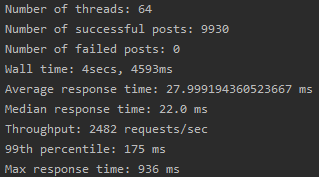 Number of threads: 64
Number of successful posts: 9930
Number of failed posts: 0
Wall time: 4secs, 4593ms
Average response time: 27.999194360523667 ms
Median response time: 22.0 ms
Throughput: 2482 requests/sec
99th percentile: 175 ms
Max response time: 936 ms